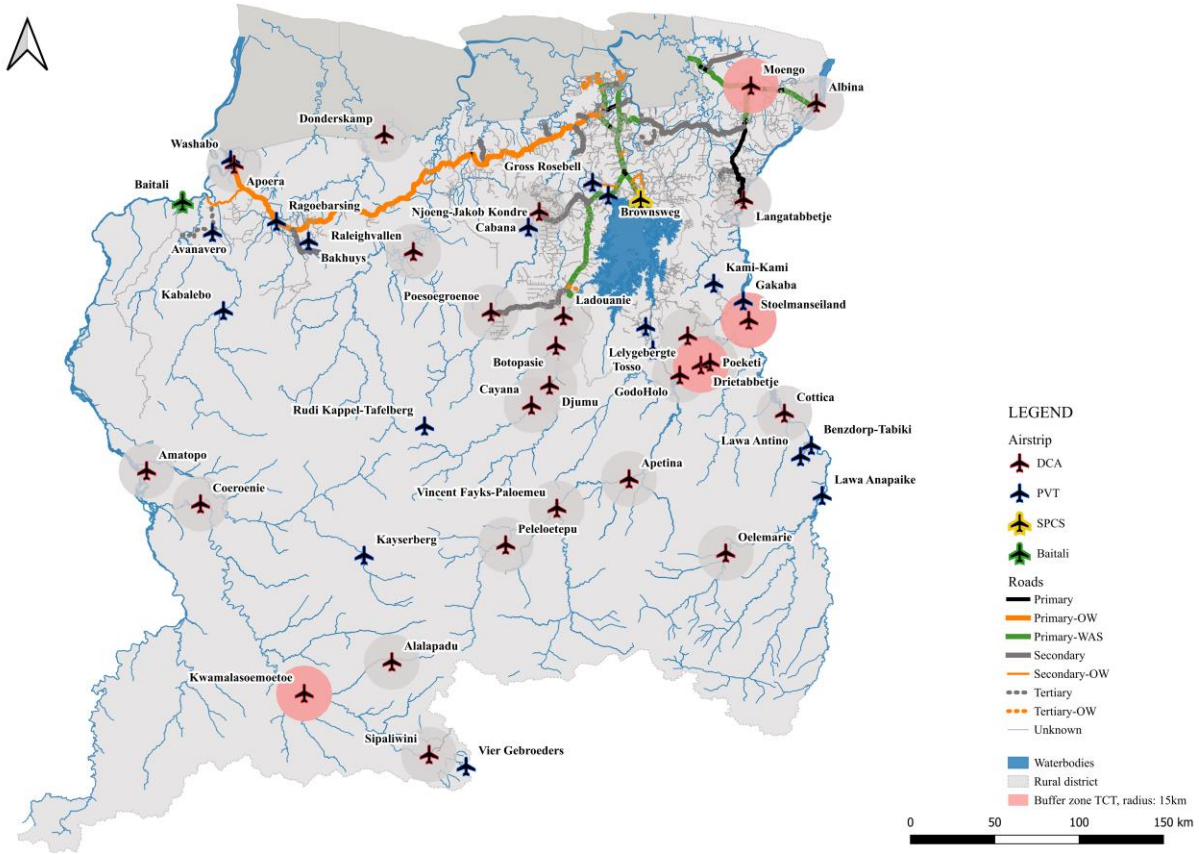 Moengo
Albina
Donderskamp
Washabo
Gross Rosebell
Baitali
Apoera
Ragoebarsing
Njoeng-Jakob Kondre
Brownsweg
Langatabbetje
Cabana
Avanavero
Raleighvallen
Bakhuys
Kami-Kami
Gakaba
Kabalebo
Poesoegroenoe
Ladouanie
Stoelmanseiland
Lelygebergte
Botopasie
Tosso
Poeketi
Cayana
Djumu
GodoHolo
Drietabbetje
Rudi Kappel-Tafelberg
Cottica
Benzdorp-Tabiki
Lawa Antino
Amatopo
Apetina
Coeroenie
Vincent Fayks-Paloemeu
Lawa Anapaike
Peleloetepu
Kayserberg
Oelemarie
Alalapadu
Kwamalasoemoetoe
Sipaliwini
Vier Gebroeders
LEGEND
Airstrip
DCA
PVT
SPCS
Baitali
Roads
Primary
Primary-OW
Primary-WAS
Secondary
Secondary-OW
Tertiary
Tertiary-OW
Unknown
Waterbodies
Rural district
Buffer zone TCT, radius: 15km
0 50 100 150 km